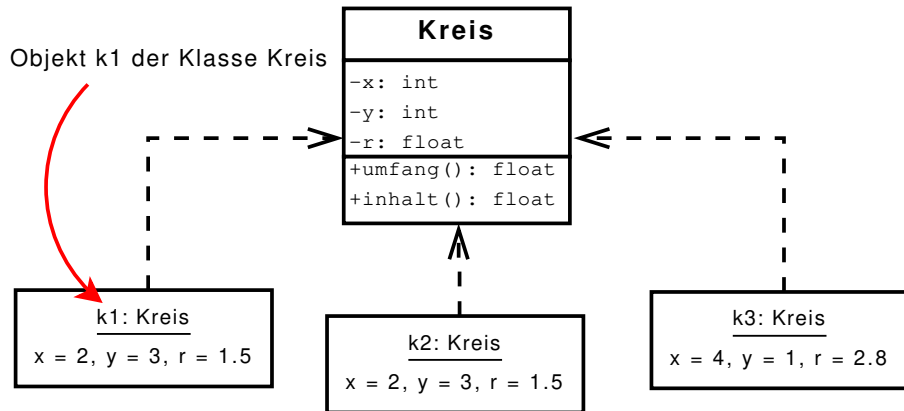 Kreis
Objekt k1 der Klasse Kreis
−x: int
−y: int
−r: float
+umfang(): float
+inhalt(): float
k1: Kreis
x = 2, y = 3, r = 1.5
k2: Kreis
x = 2, y = 3, r = 1.5
k3: Kreis
x = 4, y = 1, r = 2.8